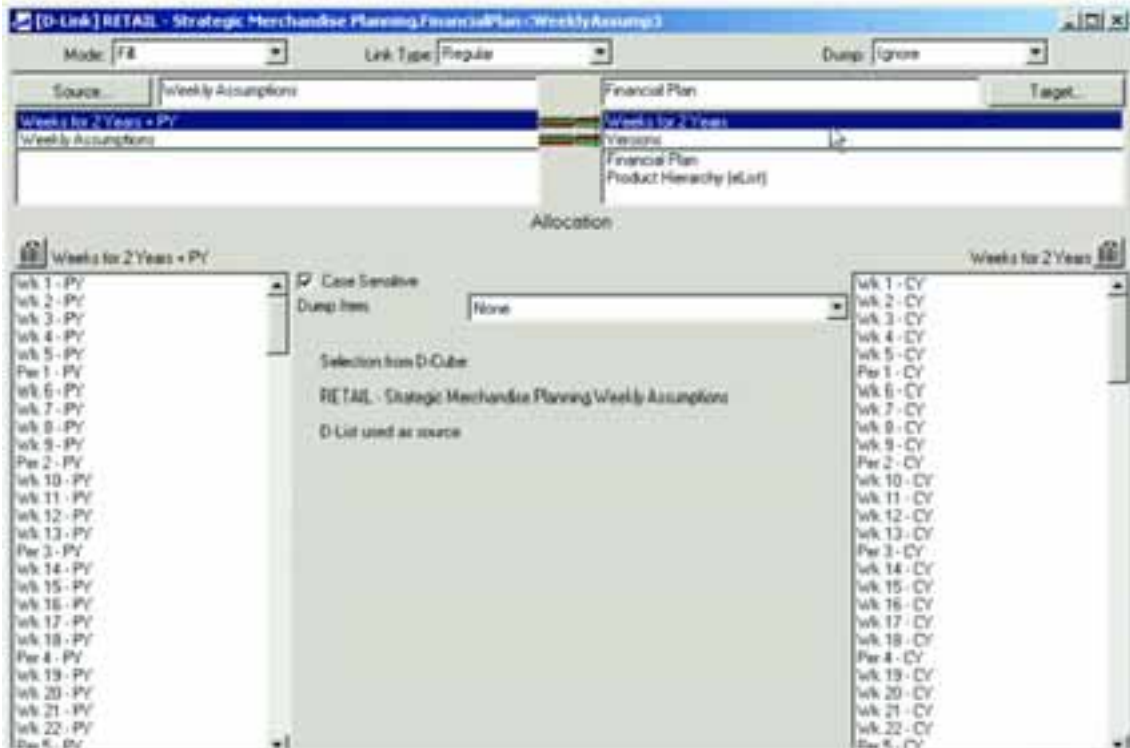 [D-Link] RETAIL - Strategic Merchandise Planning.FinancialPlan<WeeklyAssump3
Mode: Fill Link Type: Regular Dump: Ignore
Source... Weekly Assumptions Financial Plan Target...
Weeks for 2 Years + PY Weeks for 2 Years
Weekly Assumptions Versions
Financial Plan
Product Hierarchy (eList)
Allocation
Weeks for 2 Years + PY Weeks for 2 Years
Case Sensitive
Dump Item None
Selection from D-Cube
RETAIL - Strategic Merchandise Planning.Weekly Assumptions
D-List used as source
Wk 1 - PY
Wk 2 - PY
Wk 3 - PY
Wk 4 - PY
Wk 5 - PY
Per 1 - PY
Wk 6 - PY
Wk 7 - PY
Wk 8 - PY
Wk 9 - PY
Per 2 - PY
Wk 10 - PY
Wk 11 - PY
Wk 12 - PY
Wk 13 - PY
Per 3 - PY
Wk 14 - PY
Wk 15 - PY
Wk 16 - PY
Wk 17 - PY
Wk 18 - PY
Per 4 - PY
Wk 19 - PY
Wk 20 - PY
Wk 21 - PY
Wk 22 - PY
Per 5 - PY
Wk 1 - CY
Wk 2 - CY
Wk 3 - CY
Wk 4 - CY
Wk 5 - CY
Per 1 - CY
Wk 6 - CY
Wk 7 - CY
Wk 8 - CY
Wk 9 - CY
Per 2 - CY
Wk 10 - CY
Wk 11 - CY
Wk 12 - CY
Wk 13 - CY
Per 3 - CY
Wk 14 - CY
Wk 15 - CY
Wk 16 - CY
Wk 17 - CY
Wk 18 - CY
Per 4 - CY
Wk 19 - CY
Wk 20 - CY
Wk 21 - CY
Wk 22 - CY
Per 5 - CY